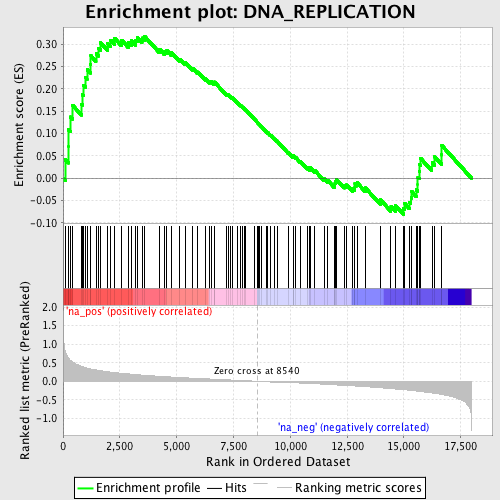 Enrichment plot: DNA_REPLICATION
Enrichment score (ES)
0.30
0.25
0.20
0.15
0.10
0.05
0.00
-0.05
-0.10
'na_pos' (positively correlated)
Ranked list metric (PreRanked)
2.0
1.5
1.0
0.5
0.0
-0.5
-1.0
Zero cross at 8540
'na_neg' (negatively correlated)
0
2,500
5,000
7,500
10,000
12,500
15,000
17,500
Rank in Ordered Dataset
Enrichment profile
Hits
Ranking metric scores